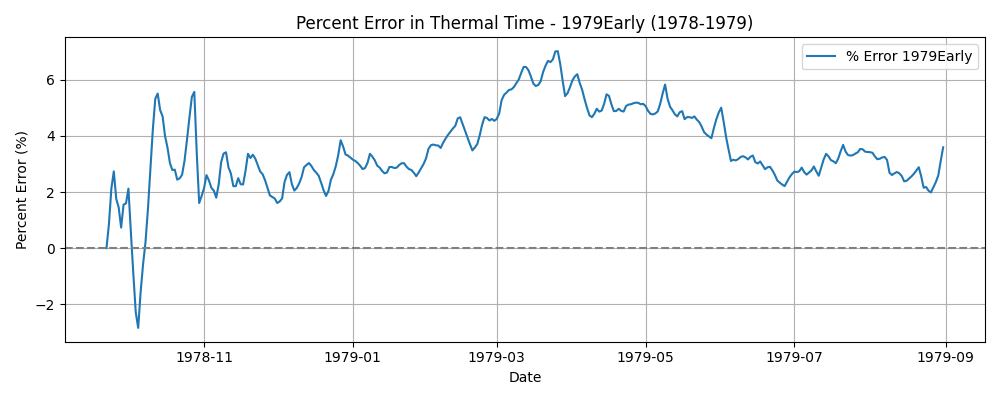 Percent Error in Thermal Time - 1979Early (1978-1979)
% Error 1979Early
Percent Error (%)
6
4
2
0
−2
1978-11
1979-01
1979-03
1979-05
1979-07
1979-09
Date